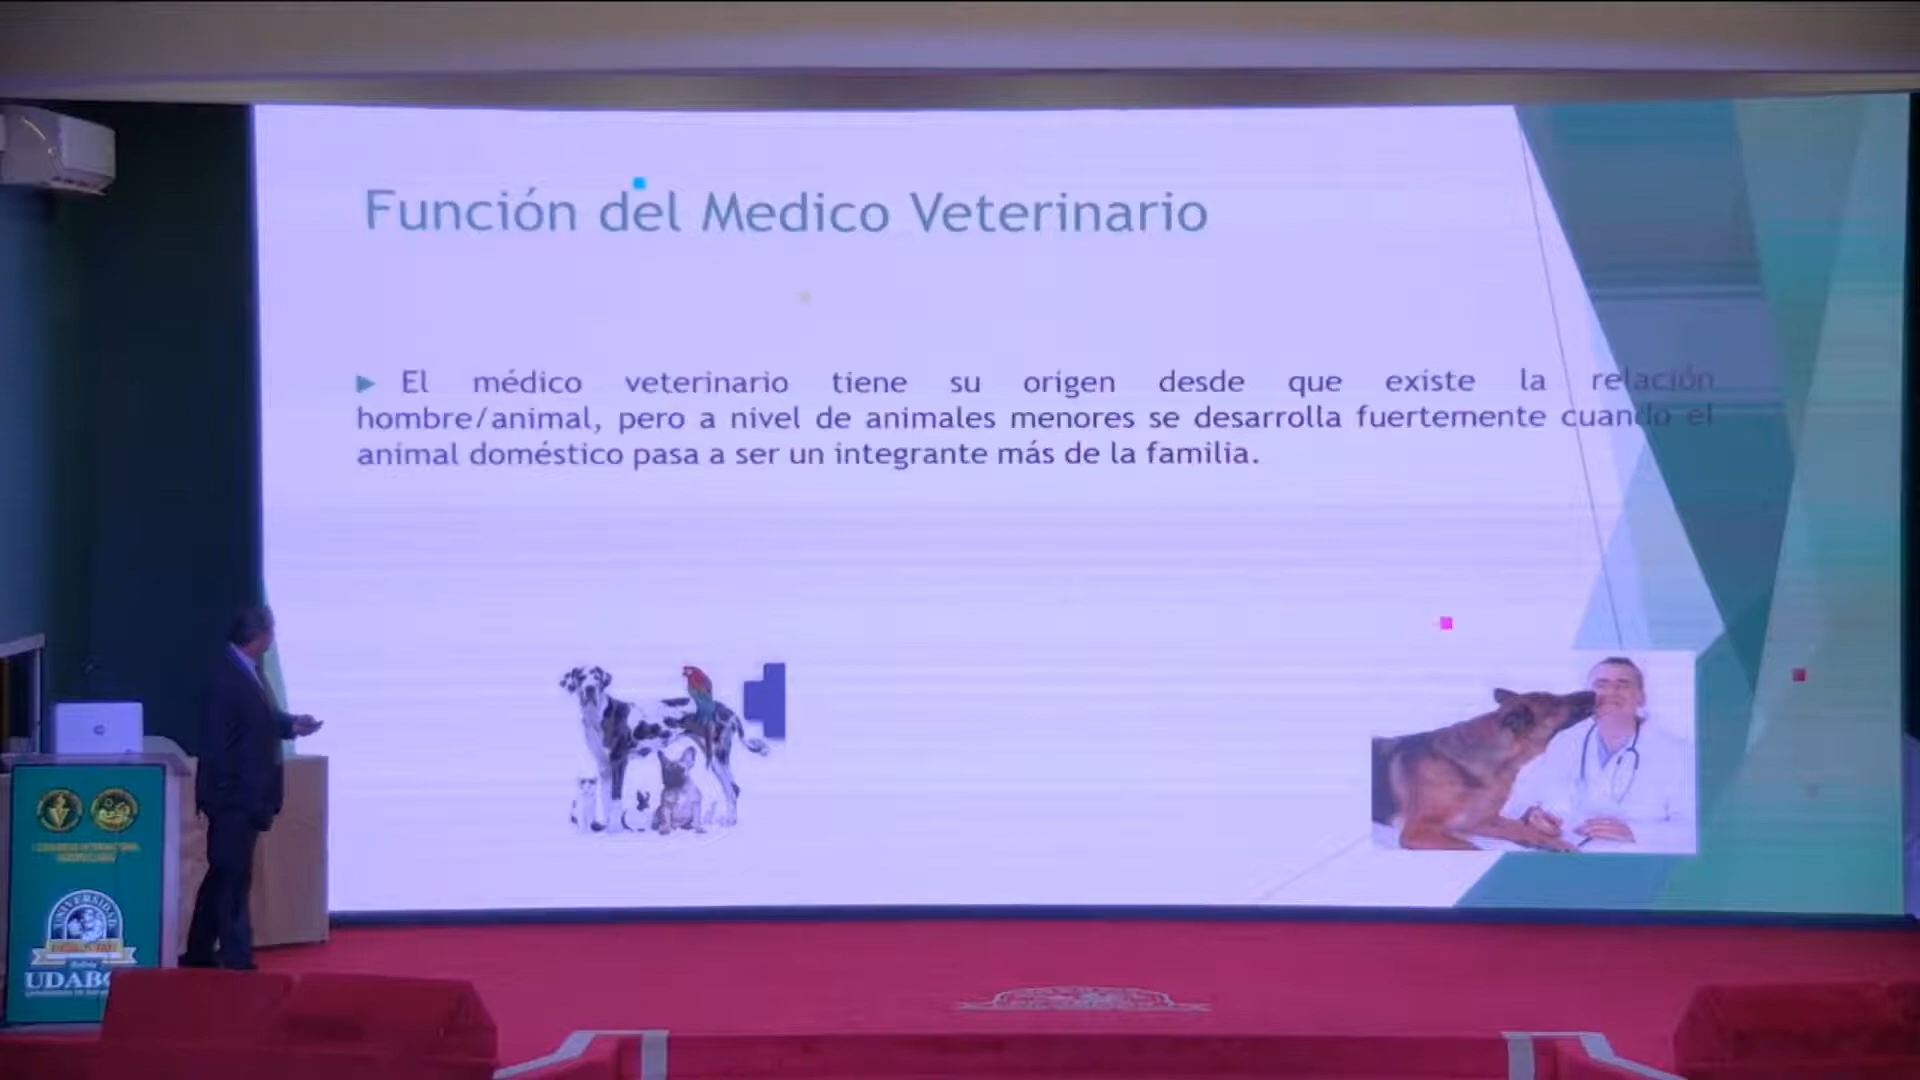 Función del Medico Veterinario
► El médico veterinario tiene su origen desde que existe la relación
hombre/animal, pero a nivel de animales menores se desarrolla fuertemente cuando el
animal doméstico pasa a ser un integrante más de la familia.
UNIVERSIDAD